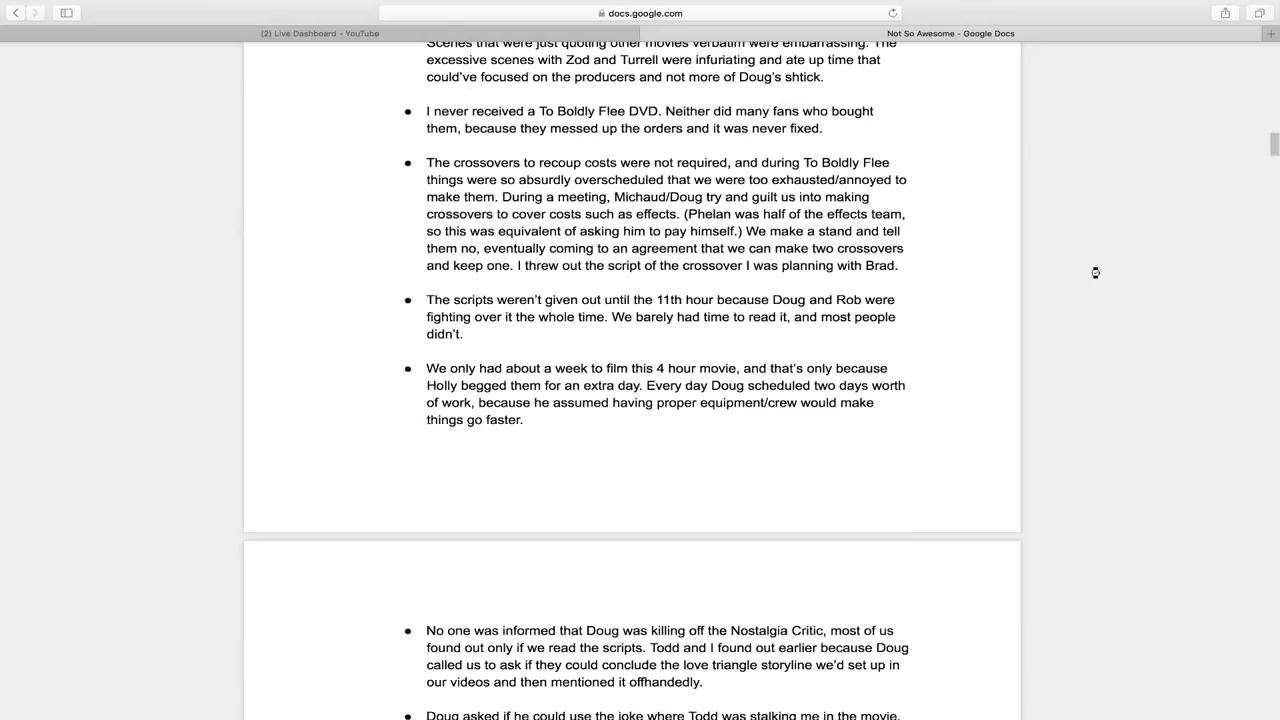 docs.google.com
(2) Live Dashboard - YouTube
Not So Awesome - Google Docs
Scenes that were just quoting other movies verbatim were embarrassing. The
excessive scenes with Zod and Turrell were infuriating and ate up time that
could've focused on the producers and not more of Doug's shtick.
● I never received a To Boldly Flee DVD. Neither did many fans who bought
them, because they messed up the orders and it was never fixed.
● The crossovers to recoup costs were not required, and during To Boldly Flee
things were so absurdly overscheduled that we were too exhausted/annoyed to
make them. During a meeting, Michaud/Doug try and guilt us into making
crossovers to cover costs such as effects. (Phelan was half of the effects team,
so this was equivalent of asking him to pay himself.) We make a stand and tell
them no, eventually coming to an agreement that we can make two crossovers
and keep one. I threw out the script of the crossover I was planning with Brad.
● The scripts weren't given out until the 11th hour because Doug and Rob were
fighting over it the whole time. We barely had time to read it, and most people
didn't.
● We only had about a week to film this 4 hour movie, and that's only because
Holly begged them for an extra day. Every day Doug scheduled two days worth
of work, because he assumed having proper equipment/crew would make
things go faster.
● No one was informed that Doug was killing off the Nostalgia Critic, most of us
found out only if we read the scripts. Todd and I found out earlier because Doug
called us to ask if they could conclude the love triangle storyline we'd set up in
our videos and then mentioned it offhandedly.
● Doug asked if he could use the joke where Todd was stalking me in the movie.